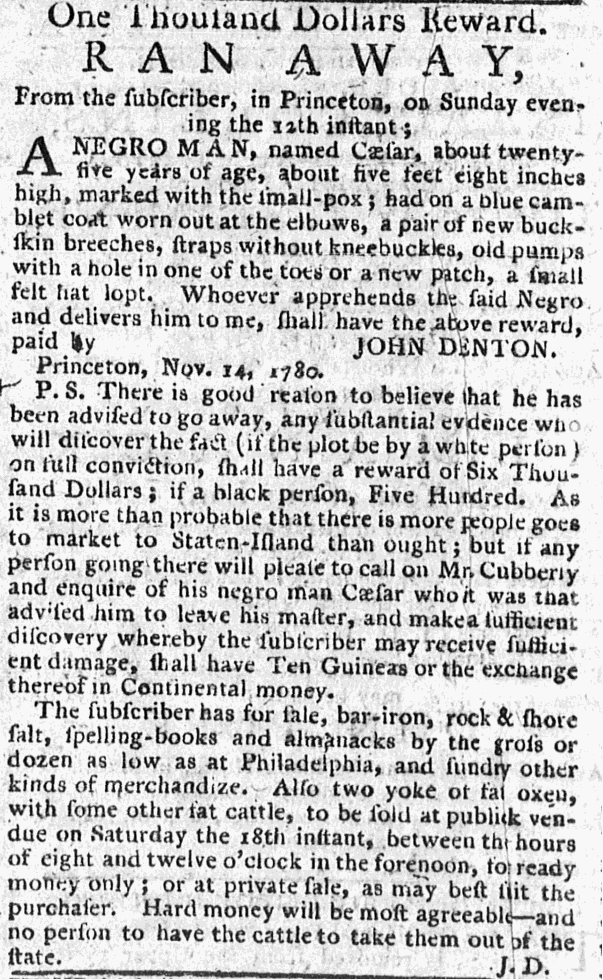 One Thouſand Dollars Reward.
RAN AWAY,
From the ſubſcriber, in Princeton, on Sunday even-
ing the 12th inſtant;
A NEGRO MAN, named Cæſar, about twenty-
five years of age, about five feet eight inches
high, marked with the ſmall-pox; had on a blue cam-
blet coat worn out at the elbows, a pair of new buck-
ſkin breeches, ſtraps without kneebuckles, old pumps
with a hole in one of the toes or a new patch, a ſmall
felt hat lopt. Whoever apprehends the ſaid Negro
and delivers him to me, ſhall have the above reward,
paid by JOHN DENTON.
Princeton, Nov. 14, 1780.
P. S. There is good reaſon to believe that he has
been adviſed to go away, any ſubſtantial evidence who
will diſcover the fact (if the plot be by a white perſon)
on full conviction, ſhall have a reward of Six Thou-
ſand Dollars; if a black perſon, Five Hundred. As
it is more than probable that there is more people goes
to market to Staten-Iſland than ought; but if any
perſon going there will pleaſe to call on Mr. Cubberly
and enquire of his negro man Cæſar who it was that
adviſed him to leave his maſter, and make a ſufficient
diſcovery whereby the ſubſcriber may receive ſuffici-
ent damage, ſhall have Ten Guineas or the exchange
thereof in Continental money.
The ſubſcriber has for ſale, bar-iron, rock & ſhore
ſalt, ſpelling-books and almanacks by the groſs or
dozen as low as at Philadelphia, and ſundry other
kinds of merchandize. Alſo two yoke of fat oxen,
with ſome other fat cattle, to be ſold at publick ven-
due on Saturday the 18th inſtant, between the hours
of eight and twelve o'clock in the forenoon, for ready
money only; or at private ſale, as may beſt ſuit the
purchaſer. Hard money will be moſt agreeable—and
no perſon to have the cattle to take them out of the
ſtate. J. D.